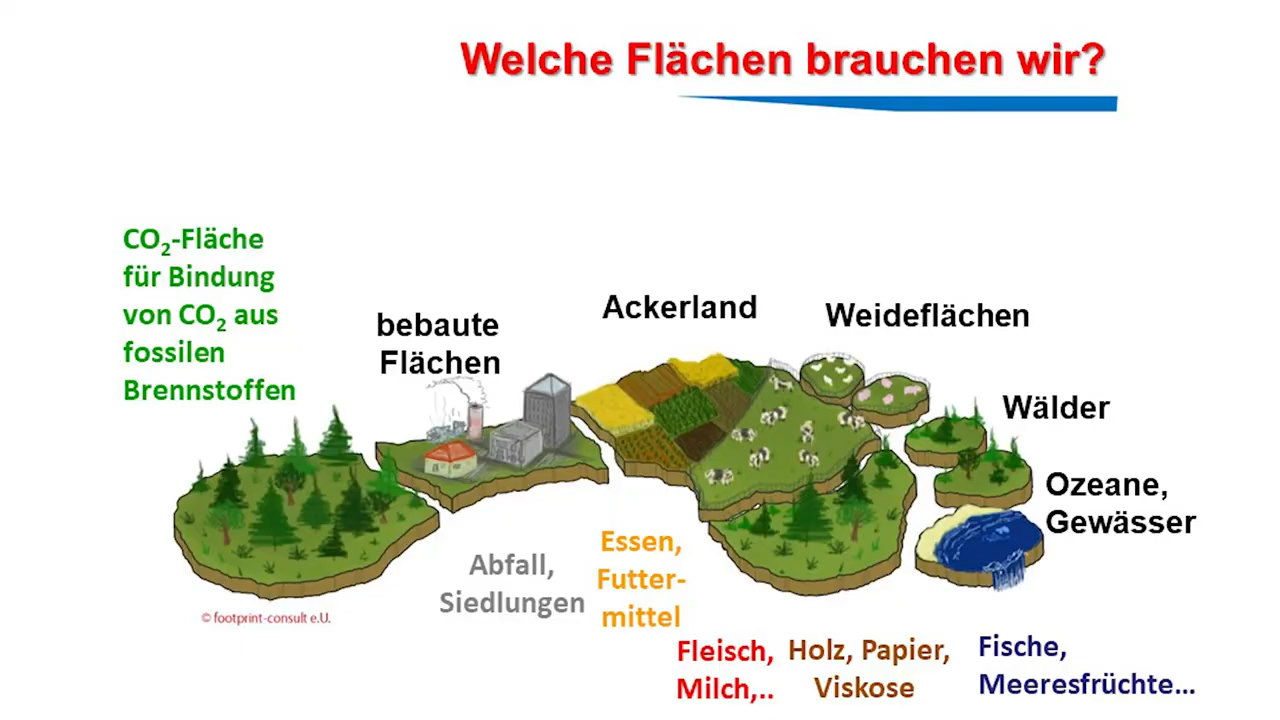 Welche Flächen brauchen wir?
CO₂-Fläche
für Bindung
von CO₂ aus
fossilen
Brennstoffen
bebaute
Flächen
Ackerland
Weideflächen
Wälder
Ozeane,
Gewässer
Abfall,
Siedlungen
Essen,
Futter-
mittel
Fleisch,
Milch,..
Holz, Papier,
Viskose
Fische,
Meeresfrüchte...
© footprint-consult e.U.